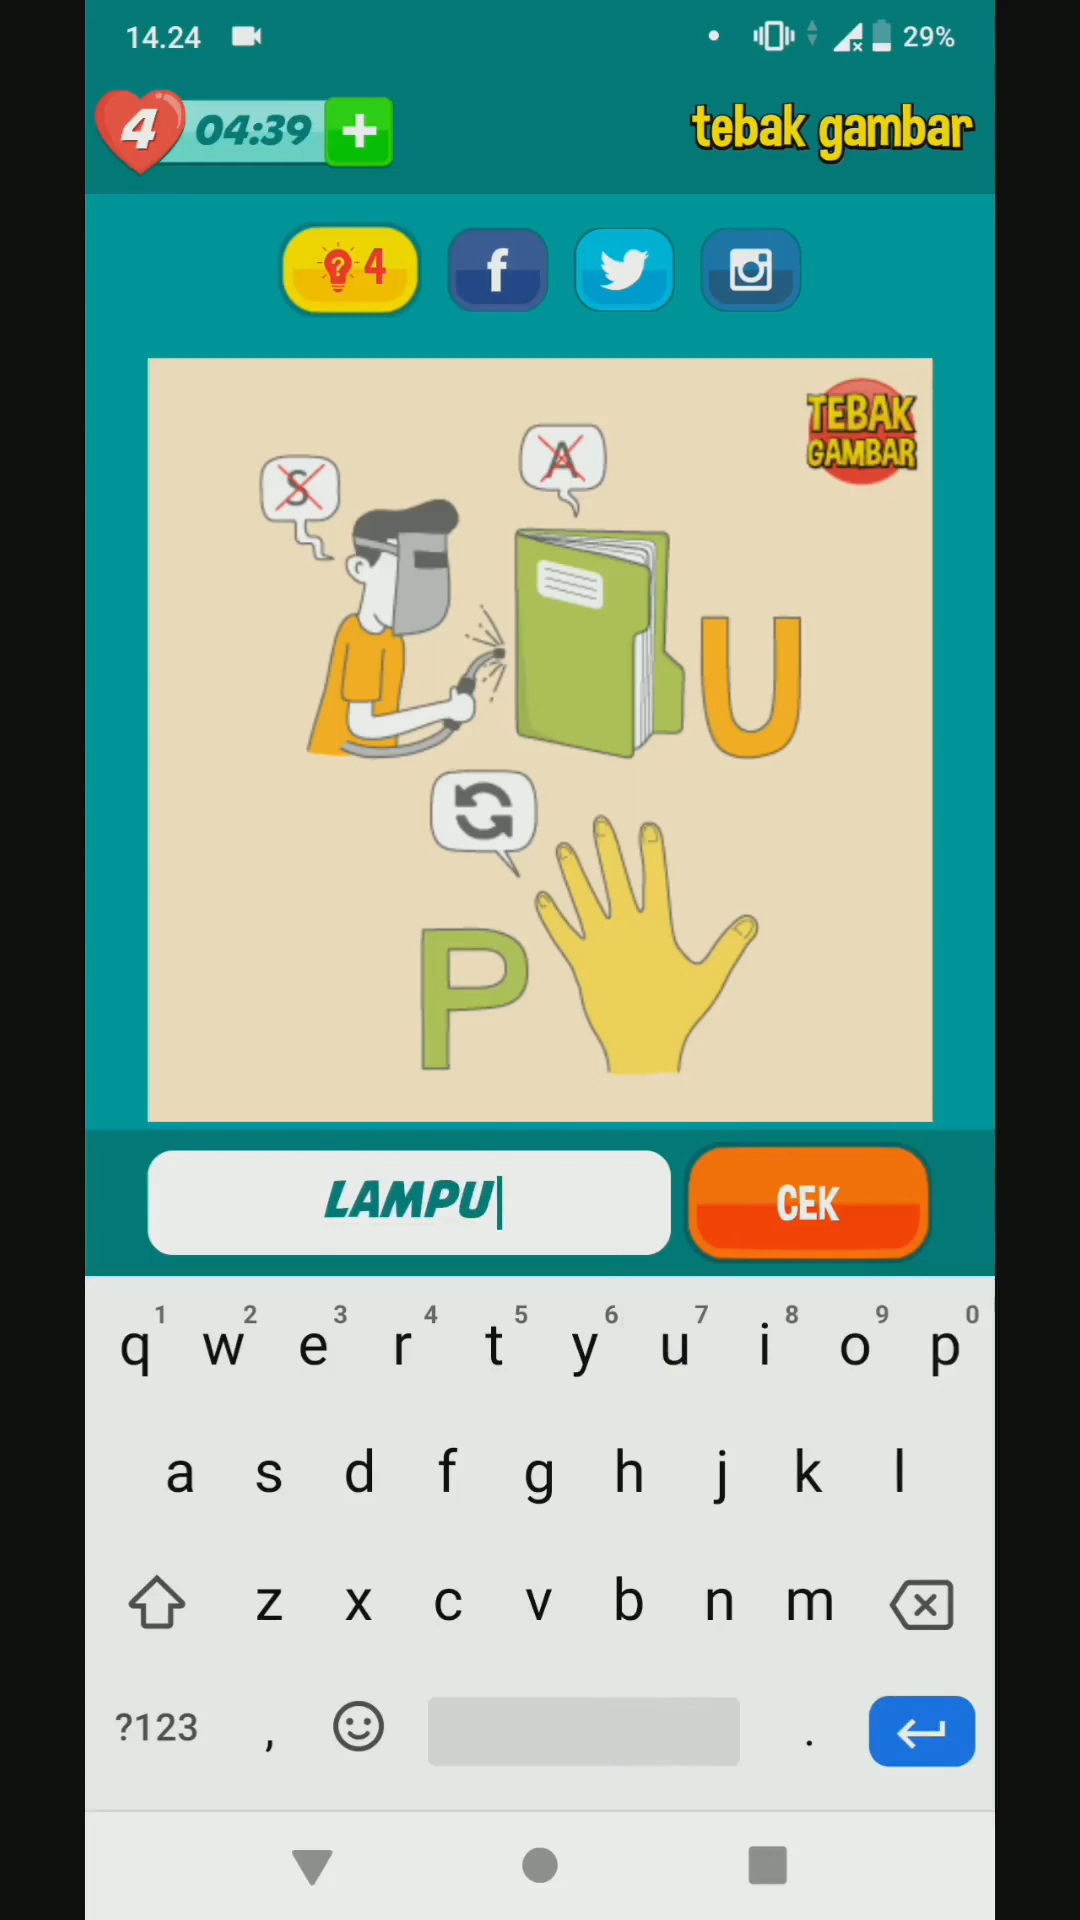 14.24
29%
4 04:39 +
tebak gambar
? 4
f
TEBAK
GAMBAR
S
A
U
P
LAMPU
CEK
1 2 3 4 5 6 7 8 9 0
q w e r t y u i o p
a s d f g h j k l
z x c v b n m
?123 , .